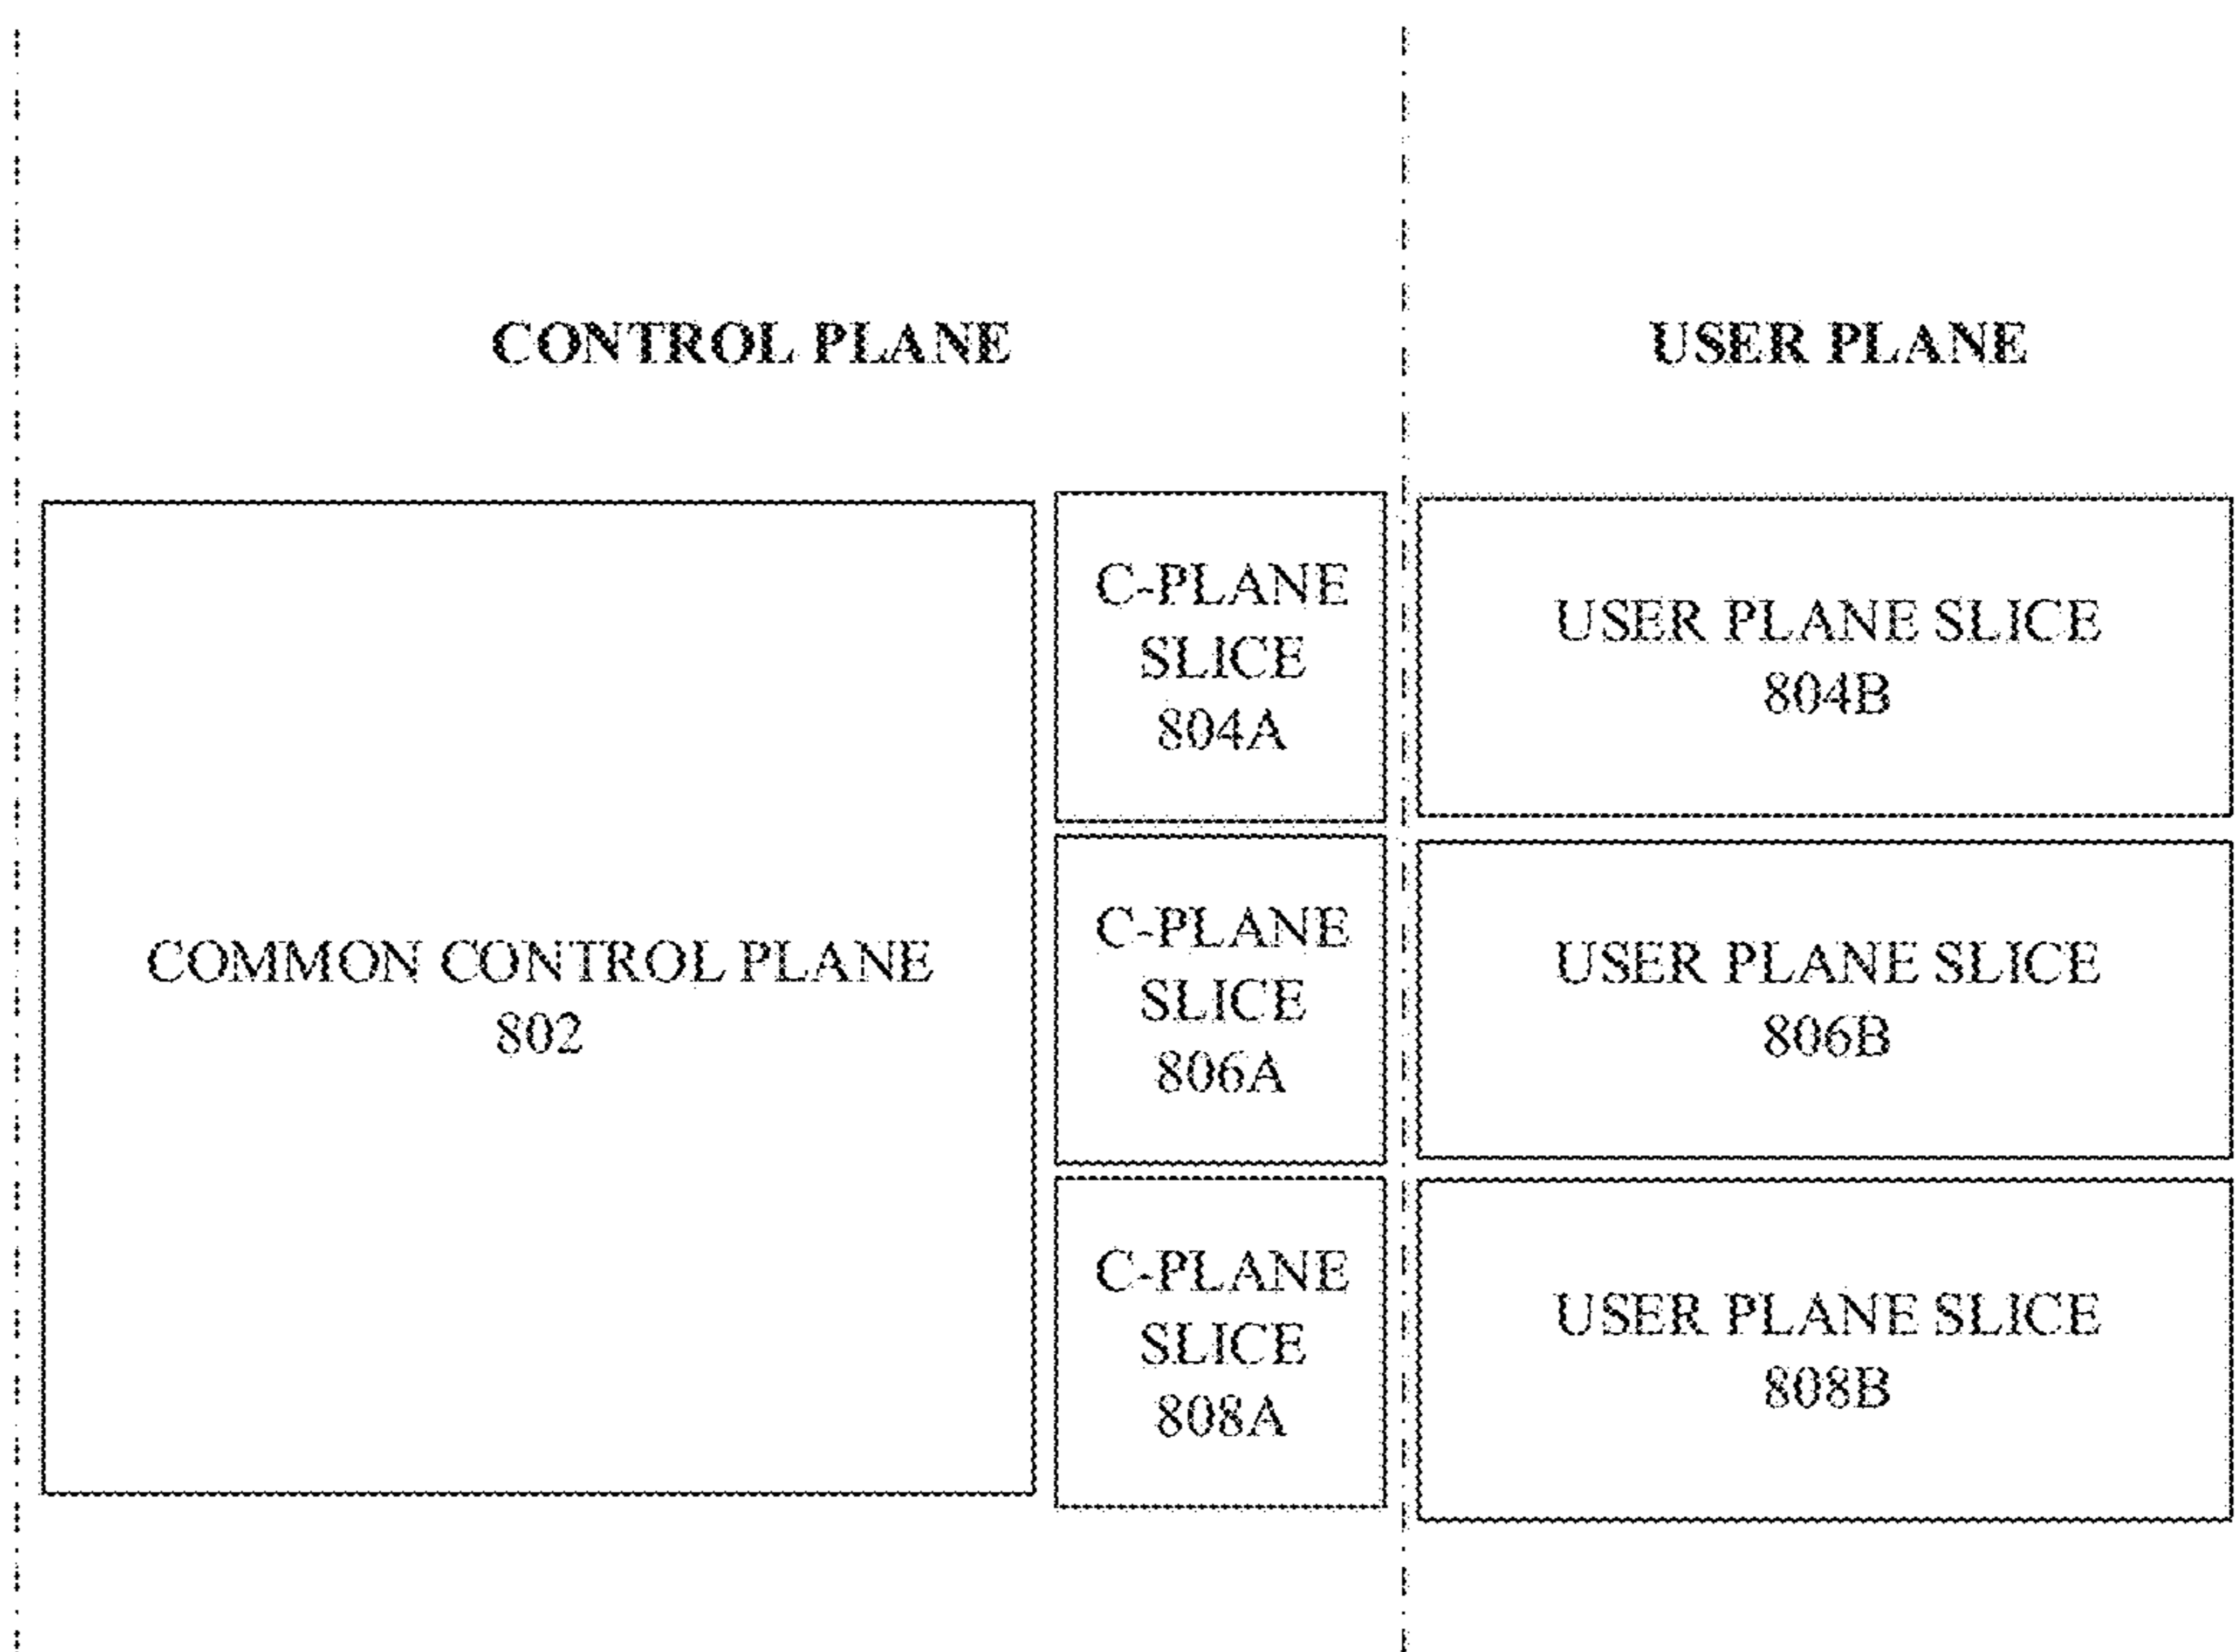 CONTROL PLANE
USER PLANE
COMMON CONTROL PLANE
802
C-PLANE
SLICE
804A
USER PLANE SLICE
804B
C-PLANE
SLICE
806A
USER PLANE SLICE
806B
C-PLANE
SLICE
808A
USER PLANE SLICE
808B